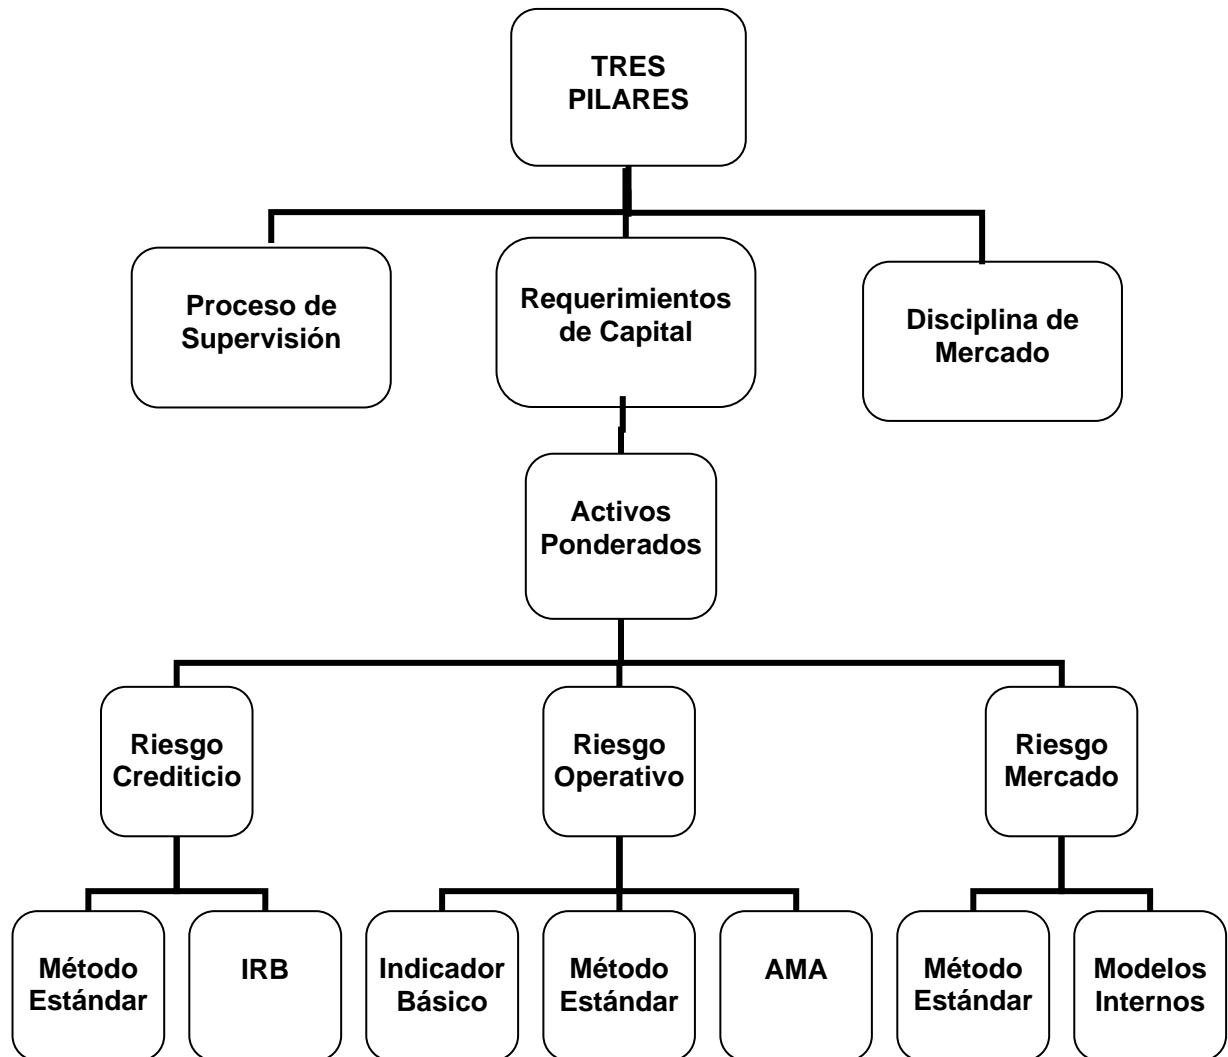 TRES
PILARES
Proceso de
Supervisión
Requerimientos
de Capital
Disciplina de
Mercado
Activos
Ponderados
Riesgo
Crediticio
Riesgo
Operativo
Riesgo
Mercado
Método
Estándar
IRB
Indicador
Básico
Método
Estándar
AMA
Método
Estándar
Modelos
Internos